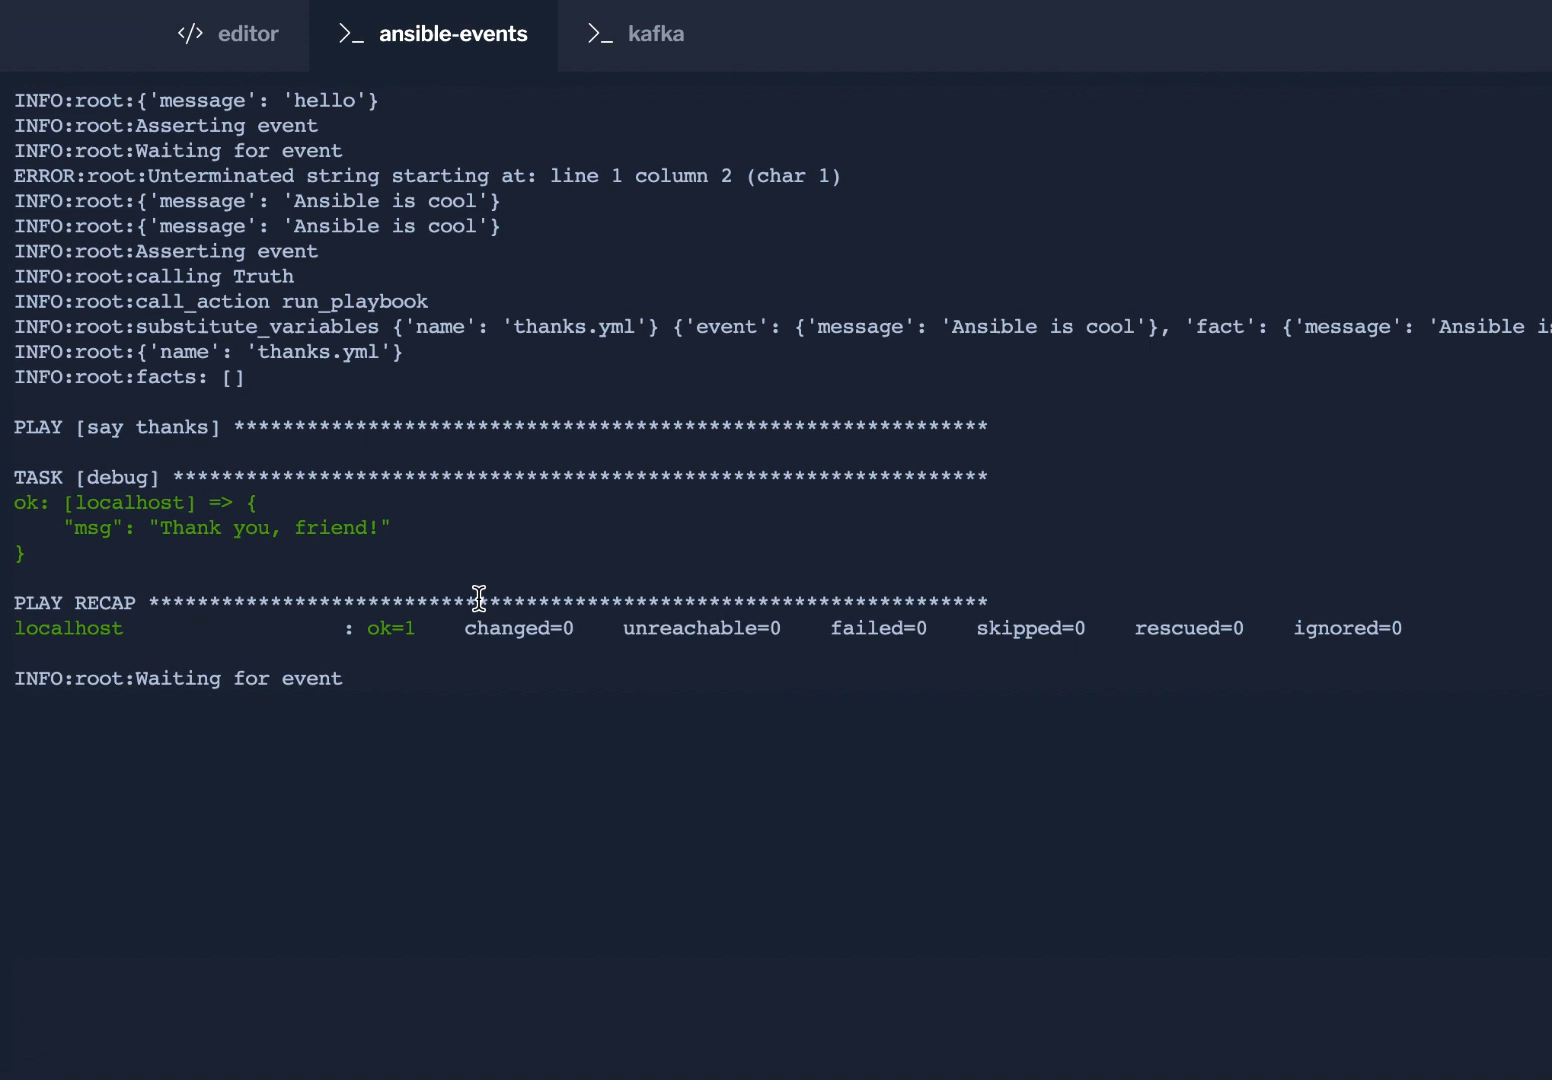 </> editor >_ ansible-events >_ kafka
INFO:root:{'message': 'hello'}
INFO:root:Asserting event
INFO:root:Waiting for event
ERROR:root:Unterminated string starting at: line 1 column 2 (char 1)
INFO:root:{'message': 'Ansible is cool'}
INFO:root:{'message': 'Ansible is cool'}
INFO:root:Asserting event
INFO:root:calling Truth
INFO:root:call_action run_playbook
INFO:root:substitute_variables {'name': 'thanks.yml'} {'event': {'message': 'Ansible is cool'}, 'fact': {'message': 'Ansible is
INFO:root:{'name': 'thanks.yml'}
INFO:root:facts: []
PLAY [say thanks] **************************************************************
TASK [debug] *******************************************************************
ok: [localhost] => {
    "msg": "Thank you, friend!"
}
PLAY RECAP *********************************************************************
localhost                  : ok=1    changed=0    unreachable=0    failed=0    skipped=0    rescued=0    ignored=0
INFO:root:Waiting for event